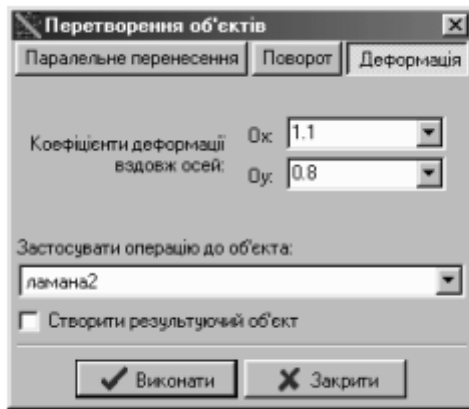 Перетворення об'єктів
Паралельне перенесення Поворот Деформація
Коефіцієнти деформації вздовж осей:
Ox: 1.1
Oy: 0.8
Застосувати операцію до об'єкта:
ламана2
Створити результуючий об'єкт
Виконати Закрити